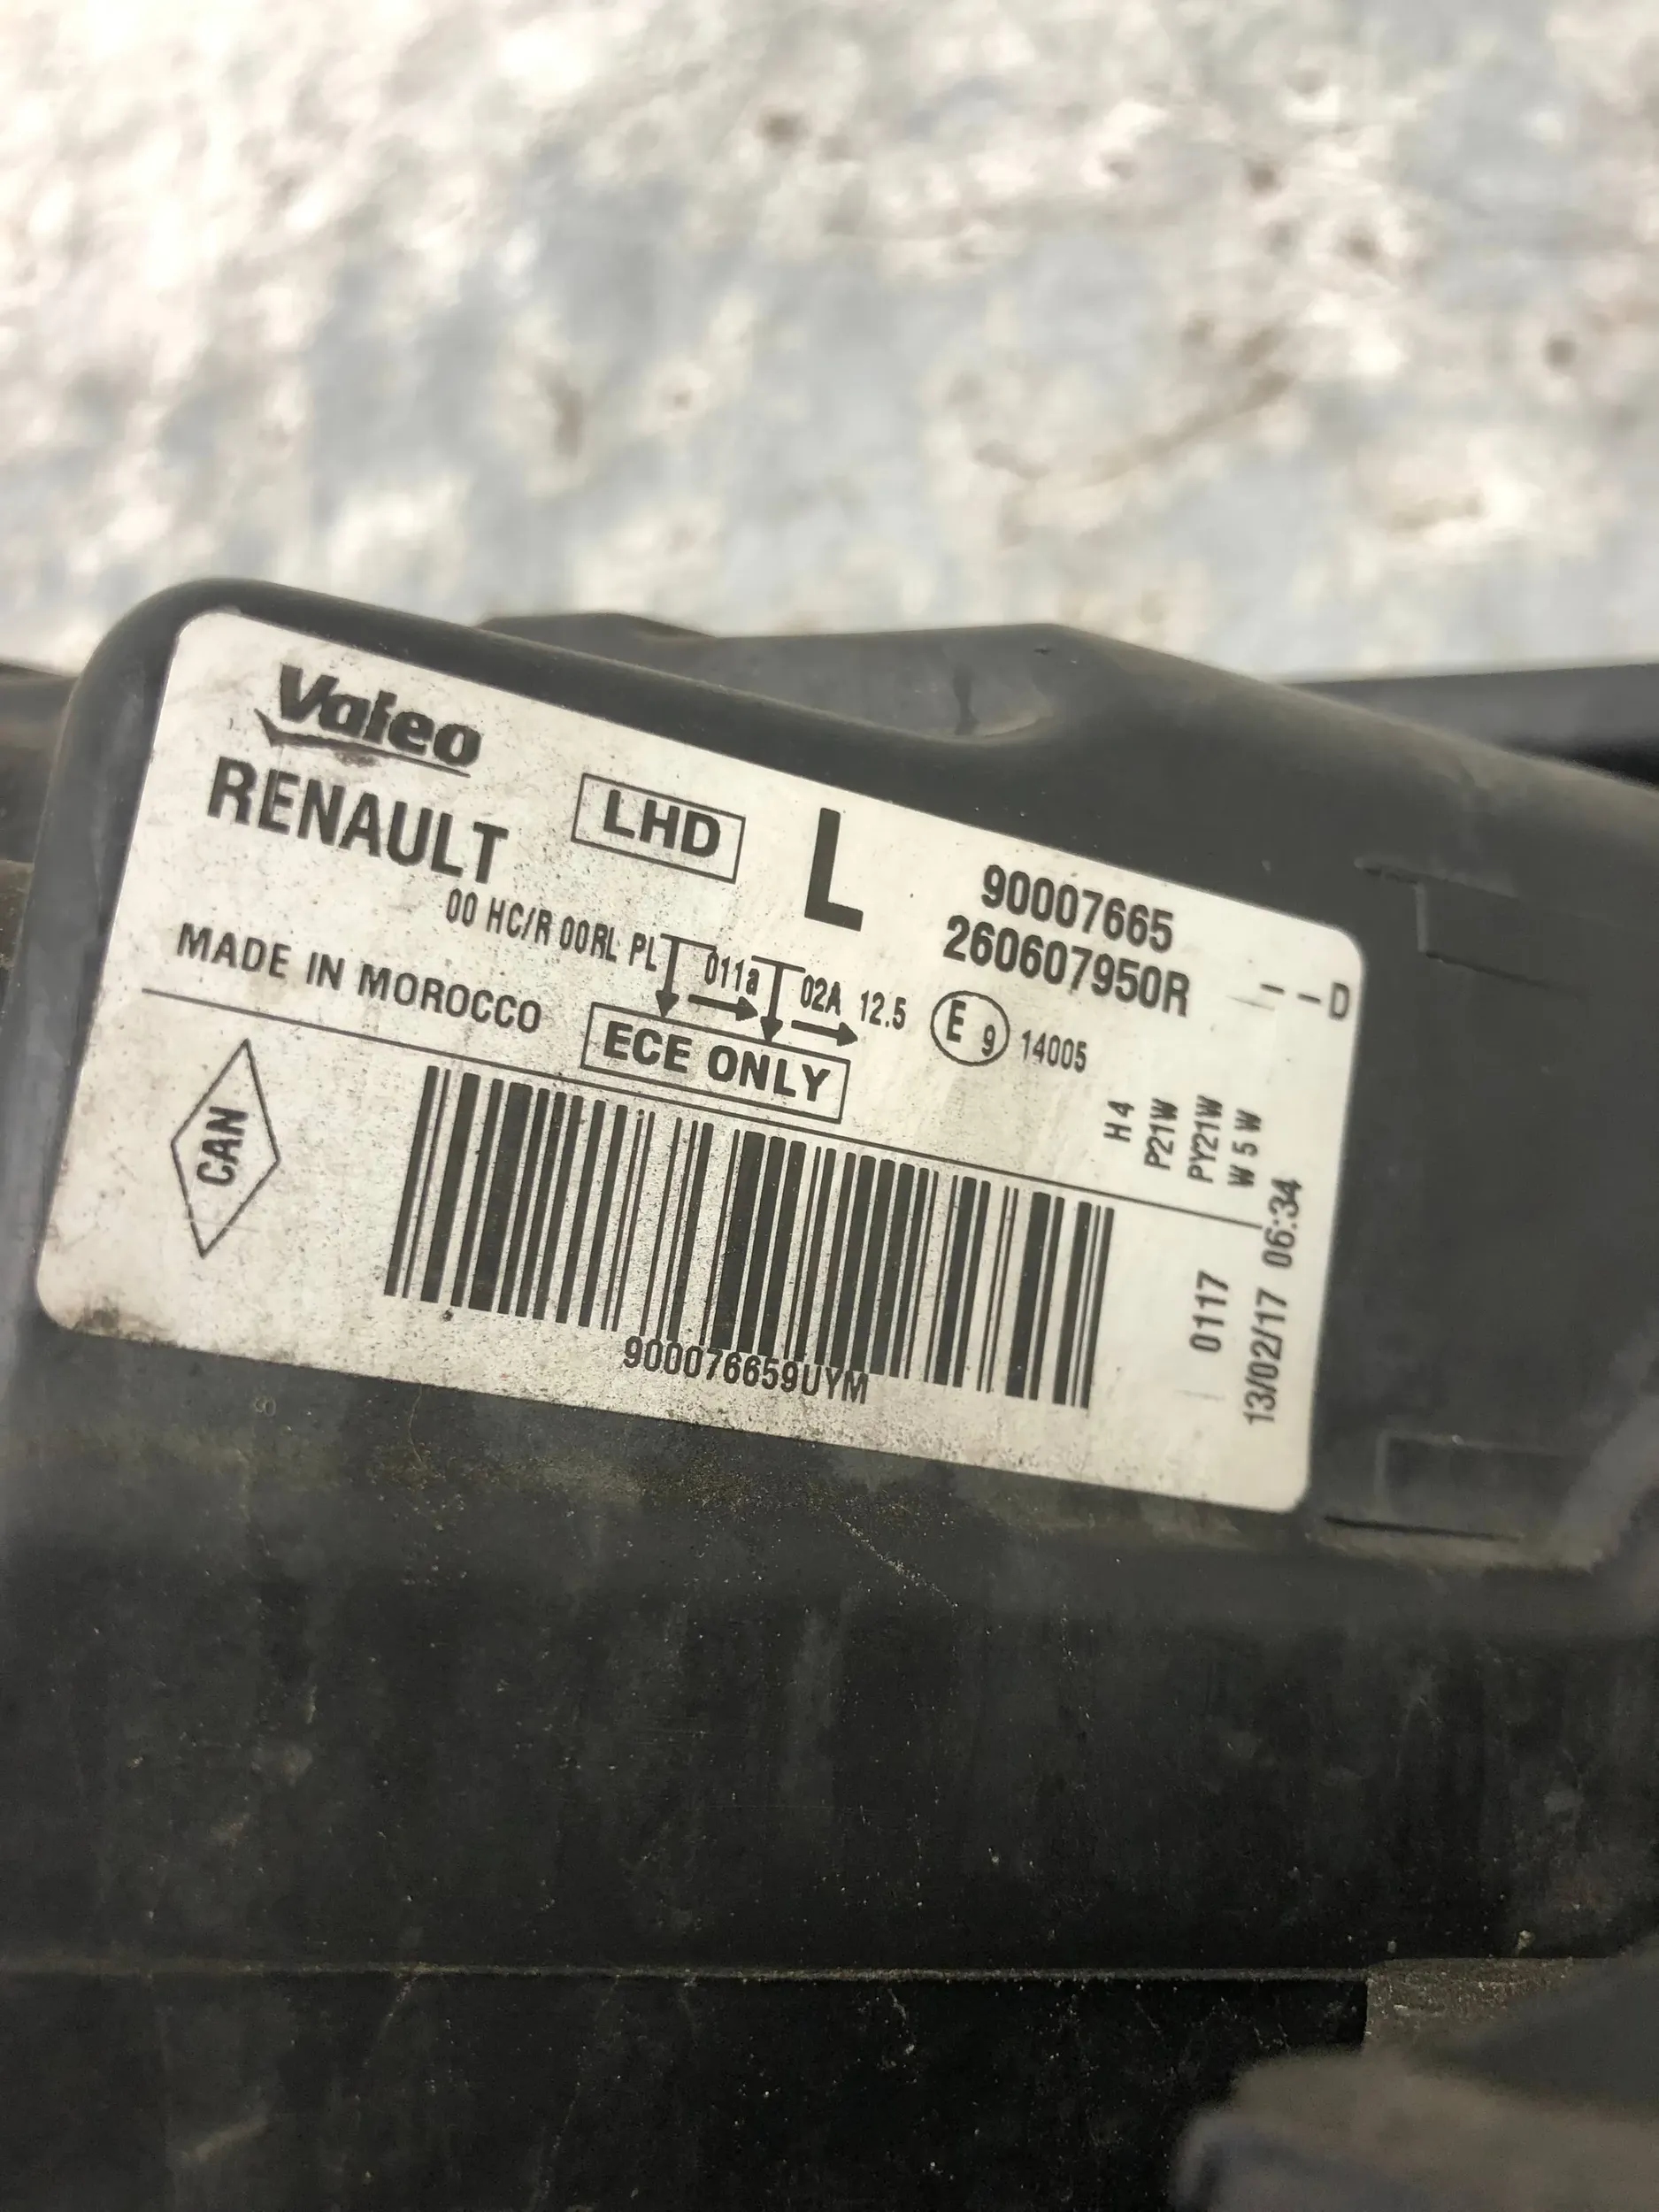 Valeo
RENAULT
LHD
L
90007665
260607950R
--D
00 HC/R 00RL PL 011a 02A 12.5 E 9 14005
MADE IN MOROCCO
ECE ONLY
H4
P21W
PY21W
W5W
CAN
900076659UYM
0117
13/02/17 06:34